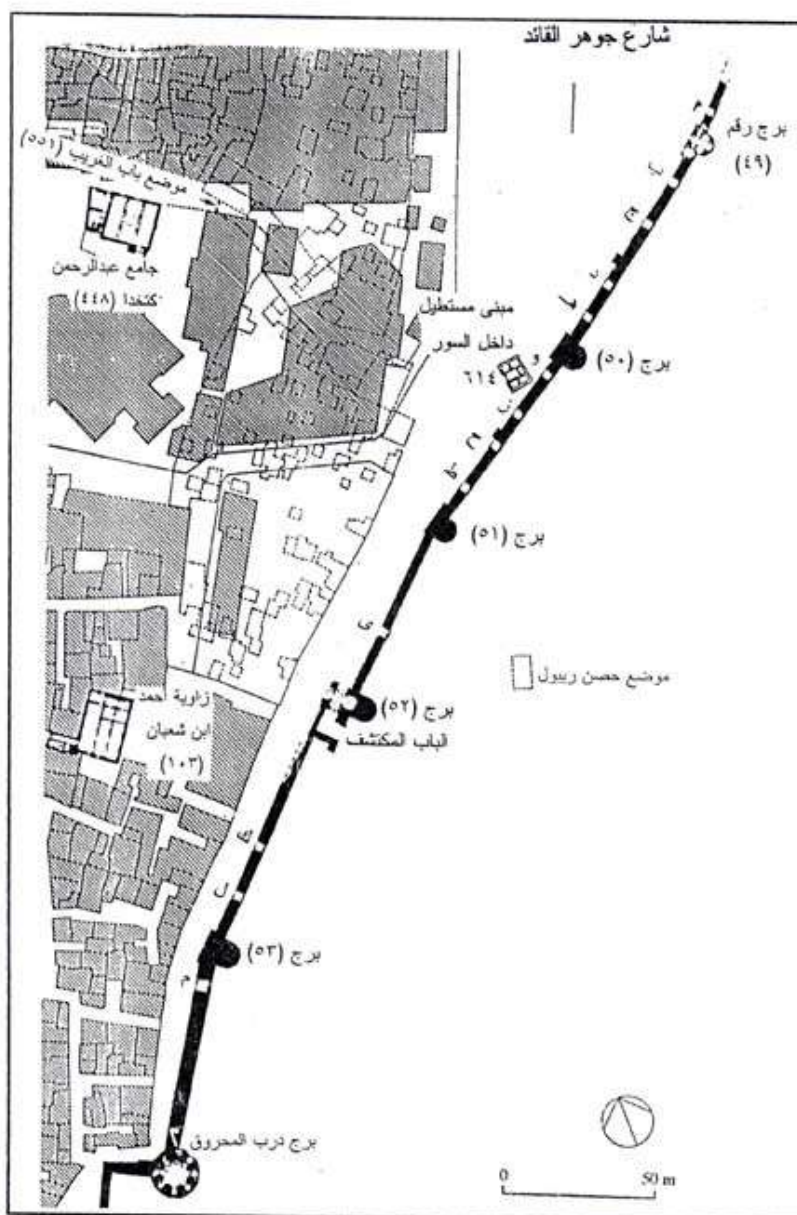 شارع جوهر القائد
برج رقم
(٤٩)
موضع باب الغريب (٥٥١)
جامع عبدالرحمن
كتخدا (٤٤٨)
مبنى مستطيل
داخل السور
و
٦١٤
برج (٥٠)
برج (٥١)
ى
موضع حصن ريبول
زاوية احمد
ابن شعبان
(١٠٣)
برج (٥٢)
الباب المكتشف
ك
ل
برج (٥٣)
م
برج درب المحروق
0 50 m